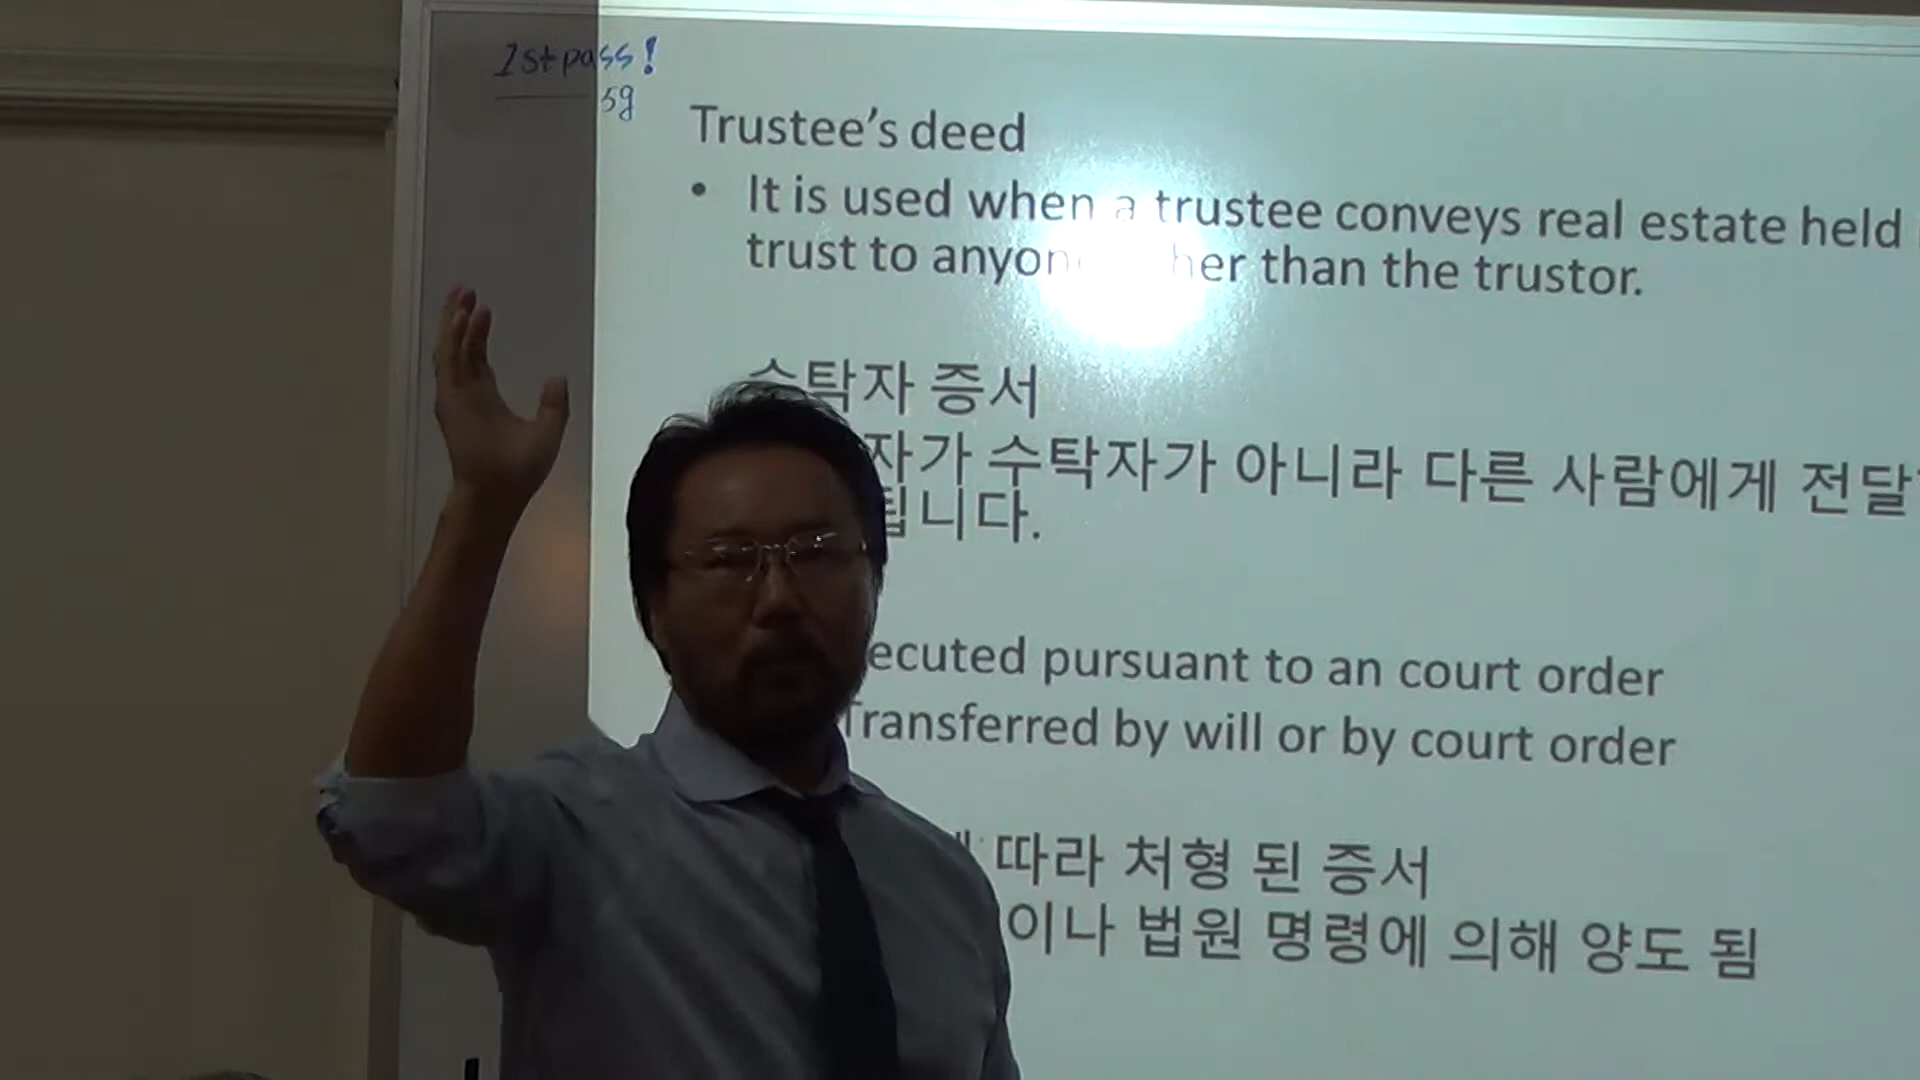 1st pass!
59
Trustee's deed
• It is used when a trustee conveys real estate held
trust to anyon her than the trustor.
수탁자 증서
자가 수탁자가 아니라 다른 사람에게 전달
됩니다.
ecuted pursuant to an court order
Transferred by will or by court order
따라 처형 된 증서
이나 법원 명령에 의해 양도 됨